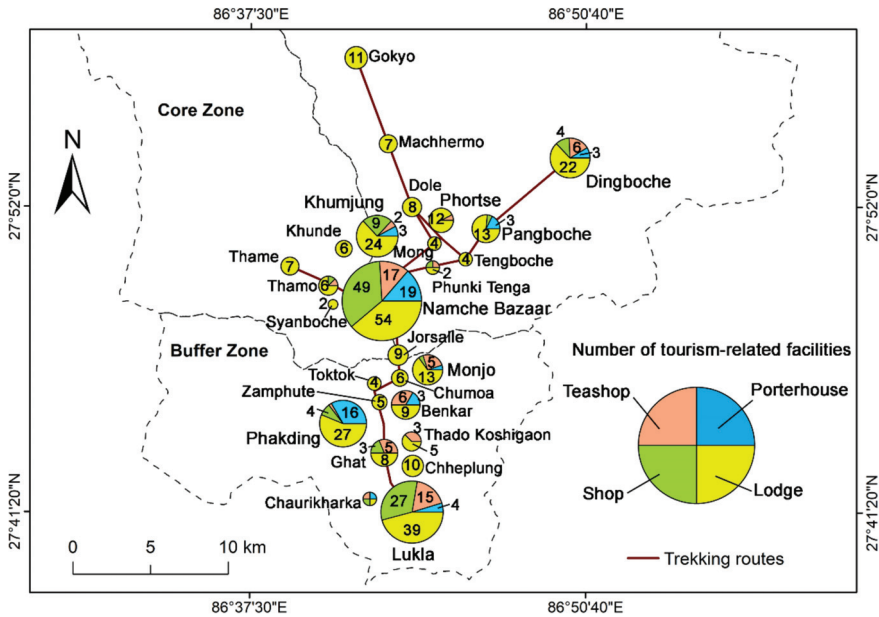 86°37'30"E
86°50'40"E
11
Gokyo
Core Zone
N
7
Machhermo
4
6
3
22
Dingboche
27°52'0"N
27°52'0"N
Dole
8
Phortse
12
Khumjung
9
2
3
24
3
13
Pangboche
Khunde
6
Mong
4
4
Tengboche
Thame
7
2
Phunki Tenga
Thamo
6
49
17
19
54
Namche Bazaar
2
Syanboche
Jorsalle
9
Buffer Zone
Number of tourism-related facilities
5
13
Monjo
Toktok
4
6
Chumoa
Teashop
Porterhouse
Zamphute
5
6
3
9
Benkar
4
16
27
Phakding
3
5
Thado Koshigaon
3
5
8
Ghat
10
Chheplung
Shop
Lodge
Chaurikharka
27
15
4
39
Lukla
27°41'20"N
27°41'20"N
0
5
10 km
Trekking routes
86°37'30"E
86°50'40"E